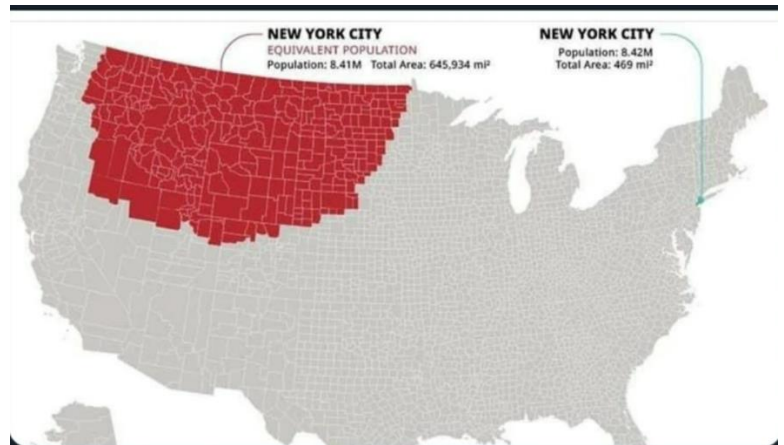 NEW YORK CITY
EQUIVALENT POPULATION
Population: 8.41M Total Area: 645,934 mi²
NEW YORK CITY
Population: 8.42M
Total Area: 469 mi²